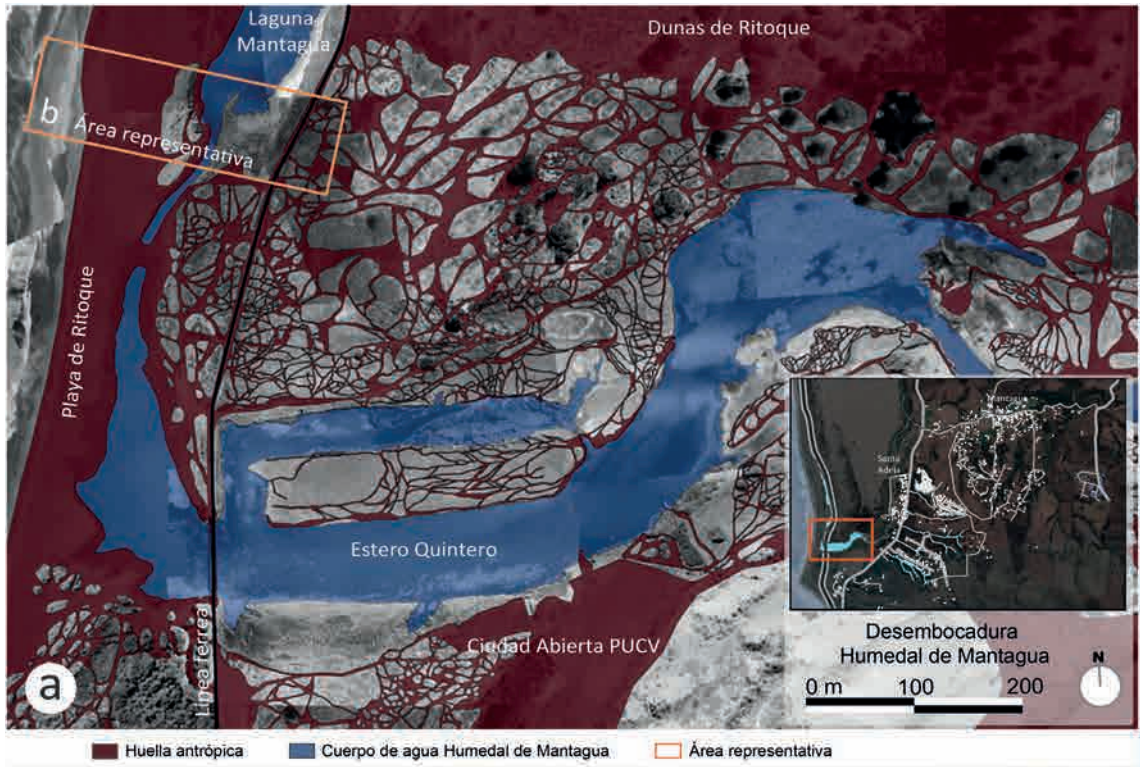 Laguna
Mantagua
Dunas de Ritoque
b Área representativa
Playa de Ritoque
Estero Quintero
Línea férrea
Ciudad Abierta PUCV
a
Mantagua
Santa
Adela
Desembocadura
Humedal de Mantagua
0 m 100 200
N
Huella antrópica
Cuerpo de agua Humedal de Mantagua
Área representativa